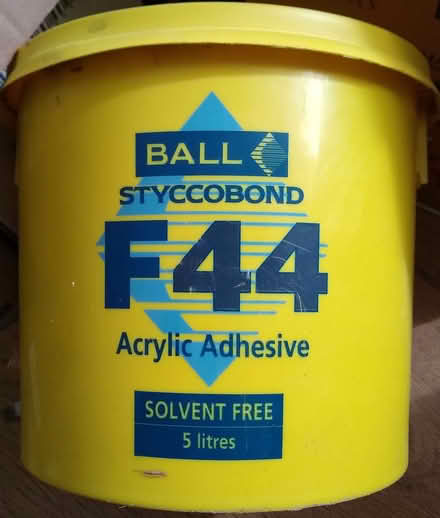 BALL
STYCCOBOND
F44
Acrylic Adhesive
SOLVENT FREE
5 litres